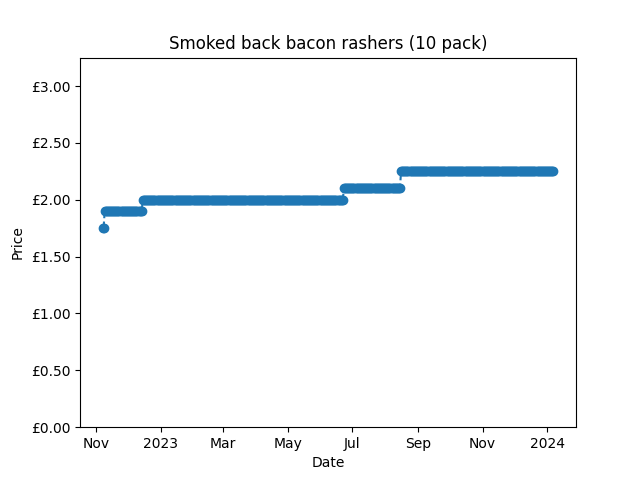 Smoked back bacon rashers (10 pack)
£3.00
£2.50
£2.00
£1.50
£1.00
£0.50
£0.00
Price
Nov 2023 Mar May Jul Sep Nov 2024
Date